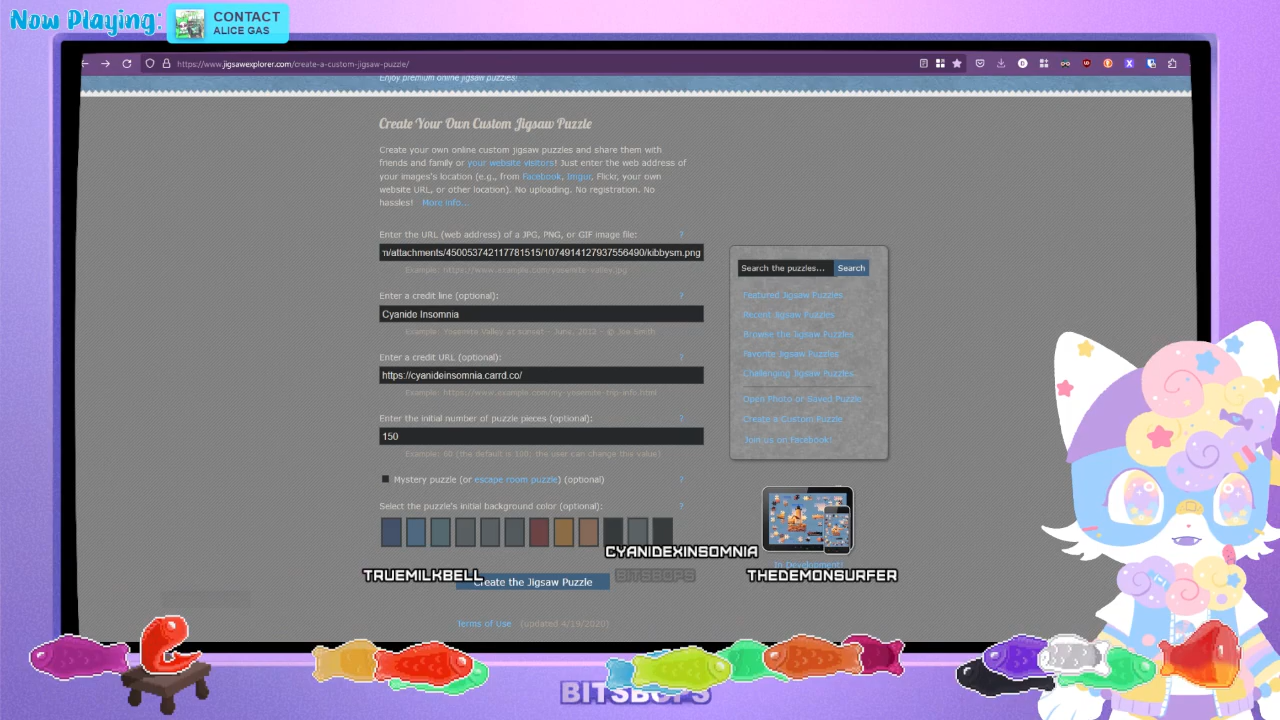 Now Playing:
CONTACT
ALICE GAS
https://www.jigsawexplorer.com/create-a-custom-jigsaw-puzzle/
Enjoy premium online jigsaw puzzles!
Create Your Own Custom Jigsaw Puzzle
Create your own online custom jigsaw puzzles and share them with
friends and family or your website visitors! Just enter the web address of
your images's location (e.g., from Facebook, Imgur, Flickr, your own
website URL, or other location). No uploading. No registration. No
hassles! More info...
Enter the URL (web address) of a JPG, PNG, or GIF image file: ?
m/attachments/450053742117781515/1074914127937556490/kibbysm.png
Example: https://www.example.com/yosemite-valley.jpg
Enter a credit line (optional): ?
Cyanide Insomnia
Example: Yosemite Valley at sunset - June, 2012 - © Joe Smith
Enter a credit URL (optional): ?
https://cyanideinsomnia.carrd.co/
Example: https://www.example.com/my-yosemite-trip-info.html
Enter the initial number of puzzle pieces (optional): ?
150
Example: 60 (the default is 100; the user can change this value)
Mystery puzzle (or escape room puzzle) (optional) ?
Select the puzzle's initial background color (optional): ?
Create the Jigsaw Puzzle
Terms of Use (updated 4/19/2020)
Search the puzzles... Search
Featured Jigsaw Puzzles
Recent Jigsaw Puzzles
Browse the Jigsaw Puzzles
Favorite Jigsaw Puzzles
Challenging Jigsaw Puzzles
Open Photo or Saved Puzzle
Create a Custom Puzzle
Join us on Facebook!
In Development!
CYANIDEXINSOMNIA
TRUEMILKBELL
BITSBOPS
THEDEMONSURFER
BITSBOPS